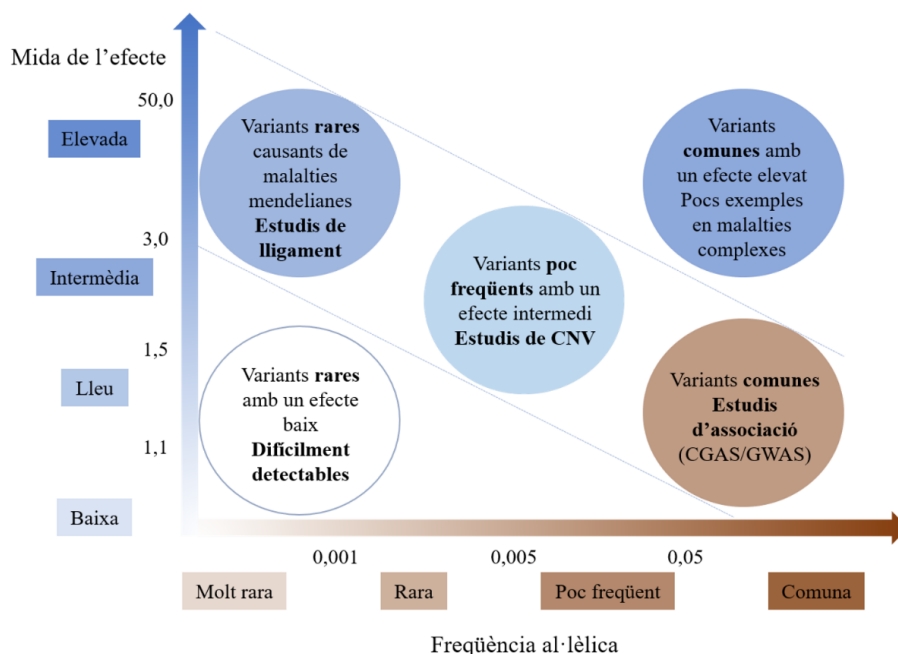 Mida de l'efecte
50,0
Elevada
3,0
Intermèdia
1,5
Lleu
1,1
Baixa
Variants rares
causants de
malalties
mendelianes
Estudis de
lligament
Variants
comunes amb
un efecte elevat
Pocs exemples
en malalties
complexes
Variants poc
freqüents amb un
efecte intermedi
Estudis de CNV
Variants rares
amb un efecte
baix
Difícilment
detectables
Variants comunes
Estudis
d'associació
(CGAS/GWAS)
0,001
0,005
0,05
Molt rara
Rara
Poc freqüent
Comuna
Freqüència al·lèlica